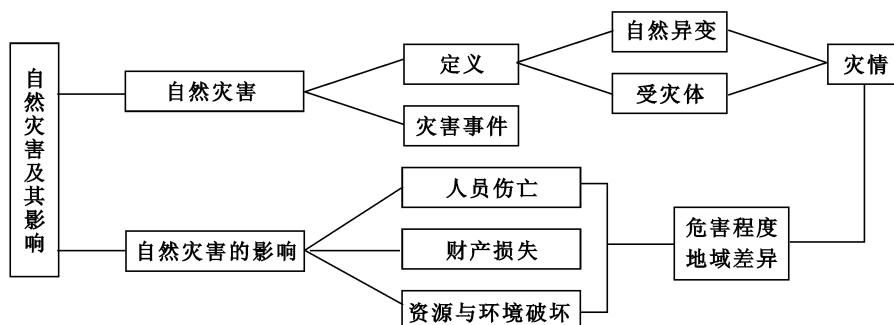 自然灾害及其影响
自然灾害
定义
灾害事件
自然异变
受灾体
灾情
自然灾害的影响
人员伤亡
财产损失
资源与环境破坏
危害程度
地域差异